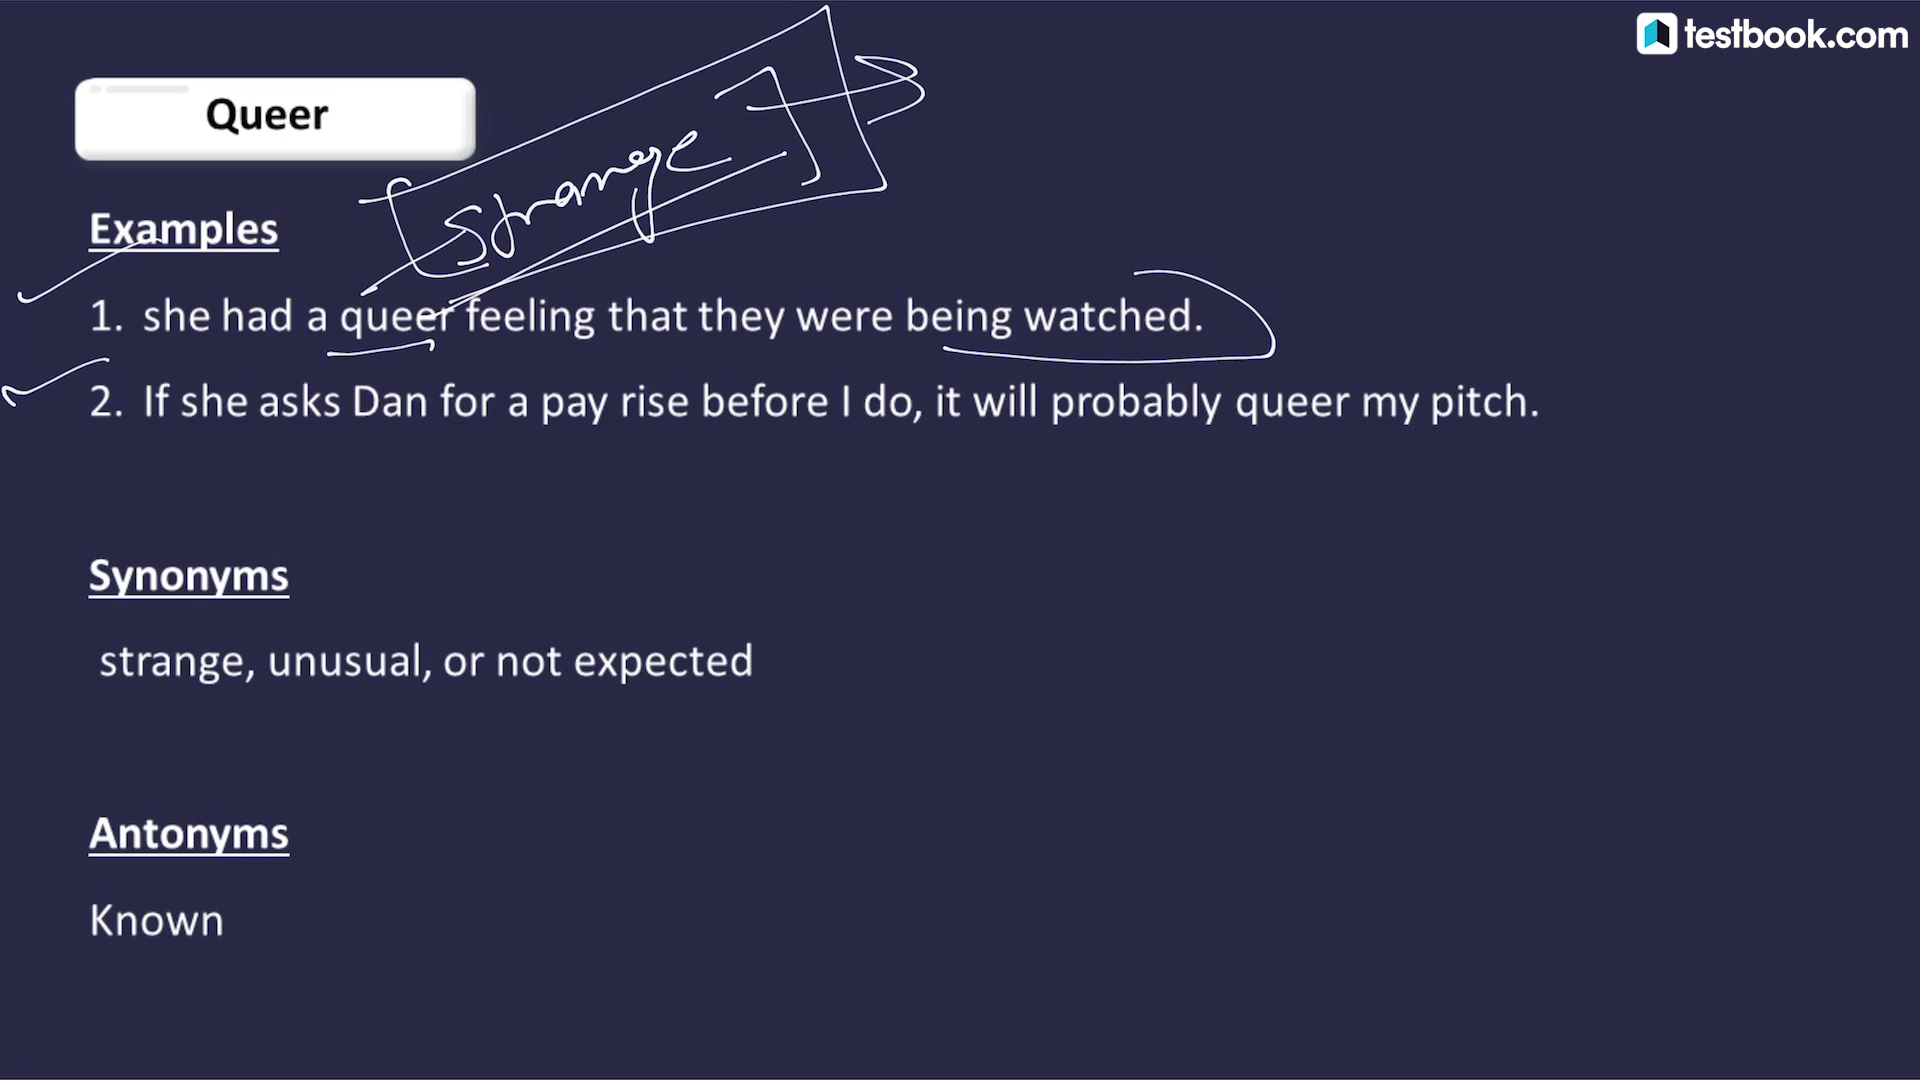 testbook.com
Queer
strange
Examples
1. she had a queer feeling that they were being watched.
2. If she asks Dan for a pay rise before I do, it will probably queer my pitch.
Synonyms
strange, unusual, or not expected
Antonyms
Known